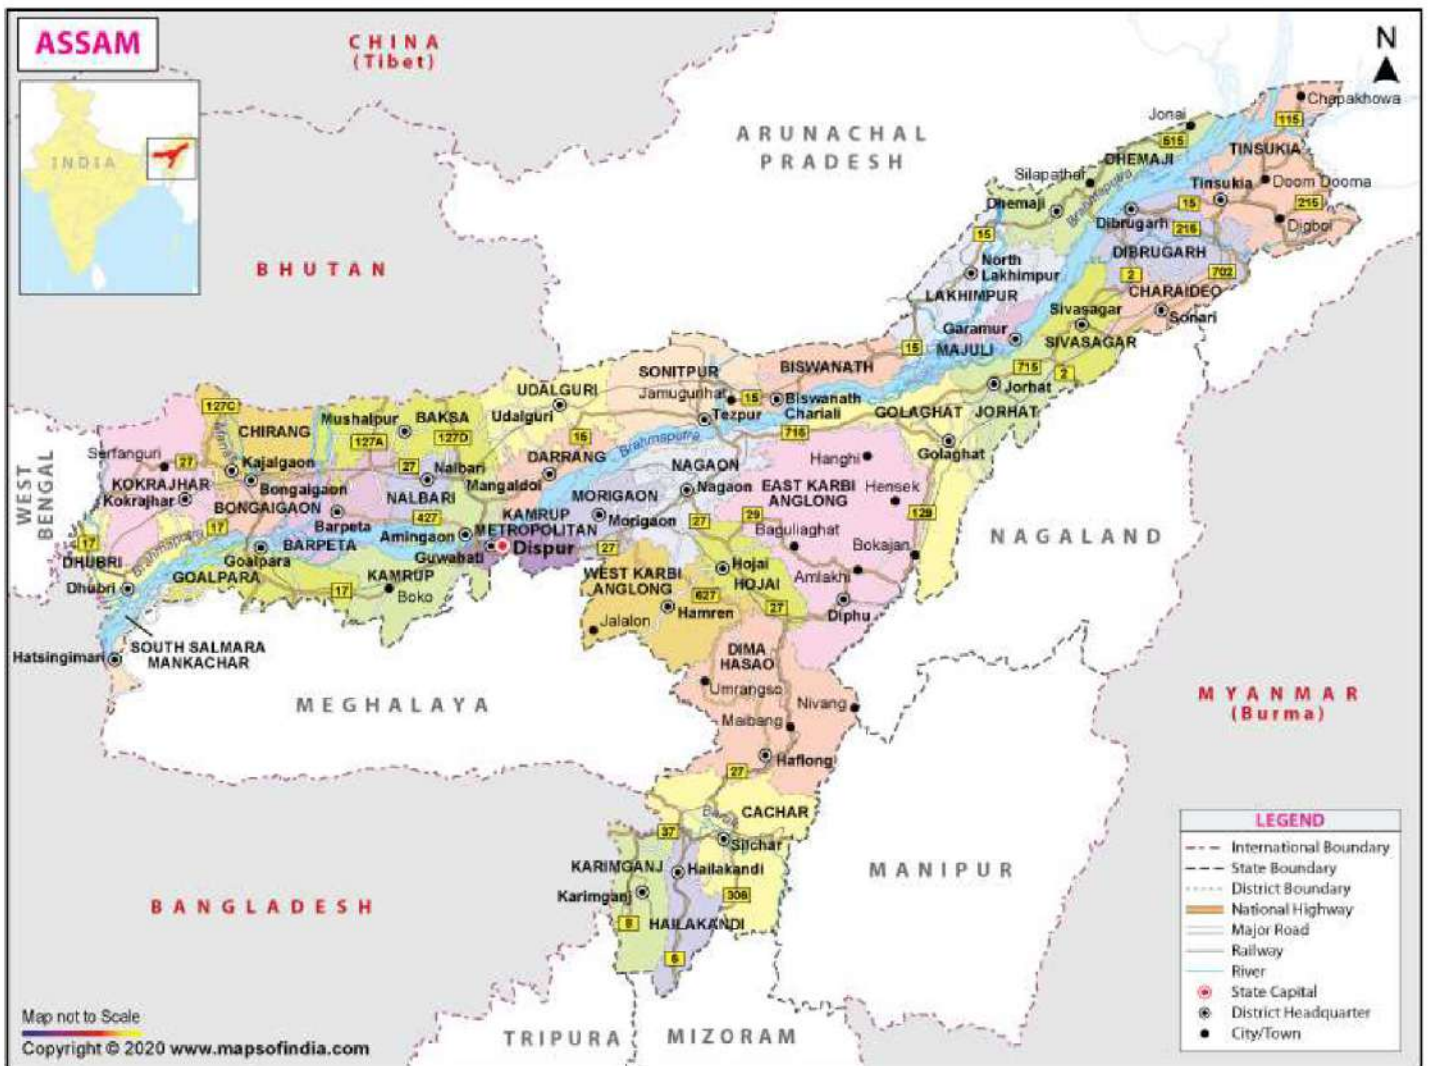 ASSAM
CHINA
(Tibet)
N
INDIA
ARUNACHAL
PRADESH
BHUTAN
Chapakhowa
115
Jonai
515
TINSUKIA
DHEMAJI
Silapathar
Tinsukia
Doom Dooma
Dhemaji
Brahmaputra
15
215
Dibrugarh
216
Digboi
15
DIBRUGARH
North
Lakhimpur
2
702
LAKHIMPUR
CHARAIDEO
Sivasagar
Sonari
Garamur
SIVASAGAR
15
MAJULI
715
2
Jorhat
SONITPUR
BISWANATH
UDALGURI
Jamugurihat
15
Biswanath
Chariali
Udalguri
Tezpur
GOLAGHAT
JORHAT
127C
Mushalpur
BAKSA
CHIRANG
127A
127D
15
Brahmaputra
715
Golaghat
WEST
BENGAL
Serfanguri
27
Kajalgaon
27
Nalbari
DARRANG
NAGAON
Hanghi
KOKRAJHAR
Bongaigaon
Mangaldoi
Nagaon
EAST KARBI
ANGLONG
Hensek
Kokrajhar
BONGAIGAON
NALBARI
MORIGAON
Barpeta
427
KAMRUP
METROPOLITAN
Morigaon
27
29
129
17
17
Brahmaputra
BARPETA
Amingaon
Baguliaghat
DHUBRI
Goalpara
Guwahati
Dispur
27
Bokajan
Dhubri
GOALPARA
KAMRUP
WEST KARBI
ANGLONG
Hojai
HOJAI
Amlakhi
17
Boko
627
27
Hamren
Diphu
Jalalon
NAGALAND
SOUTH SALMARA
MANKACHAR
Hatsingimari
DIMA
HASAO
MEGHALAYA
Umrangso
Nivang
Maibang
MYANMAR
(Burma)
Haflong
27
CACHAR
37
Silchar
KARIMGANJ
Hailakandi
MANIPUR
Karimganj
306
8
HAILAKANDI
6
BANGLADESH
TRIPURA
MIZORAM
LEGEND
International Boundary
State Boundary
District Boundary
National Highway
Major Road
Railway
River
State Capital
District Headquarter
City/Town
Map not to Scale
Copyright © 2020 www.mapsofindia.com